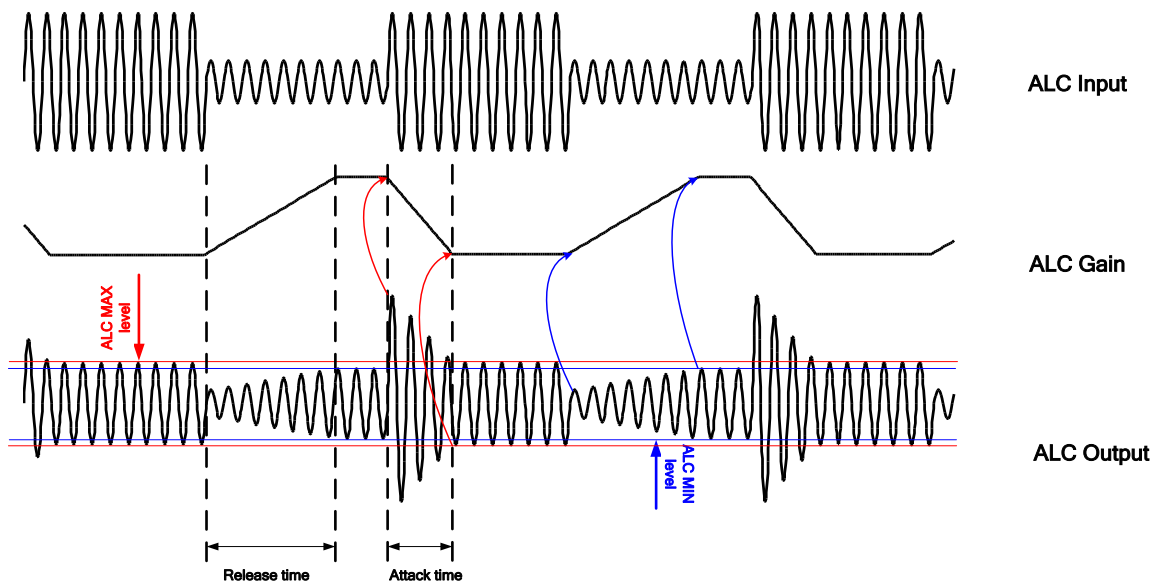 ALC Input
ALC Gain
ALC MAX
level
ALC Output
ALC MIN
level
Release time
Attack time